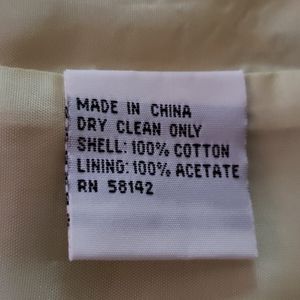 MADE IN CHINA
DRY CLEAN ONLY
SHELL: 100% COTTON
LINING: 100% ACETATE
RN 58142